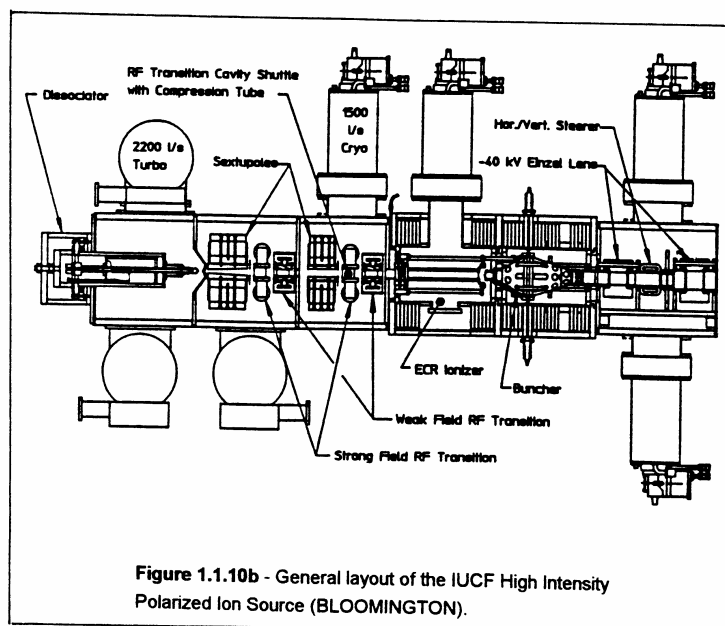 RF Transition Cavity Shuttle
with Compression Tube
Dissociator
1500
l/s
Cryo
Hor./Vert. Steerer
2200 l/s
Turbo
Sextupoles
-40 kV Einzel Lens
ECR Ionizer
Buncher
Weak Field RF Transition
Strong Field RF Transition
Figure 1.1.10b - General layout of the IUCF High Intensity
Polarized Ion Source (BLOOMINGTON).